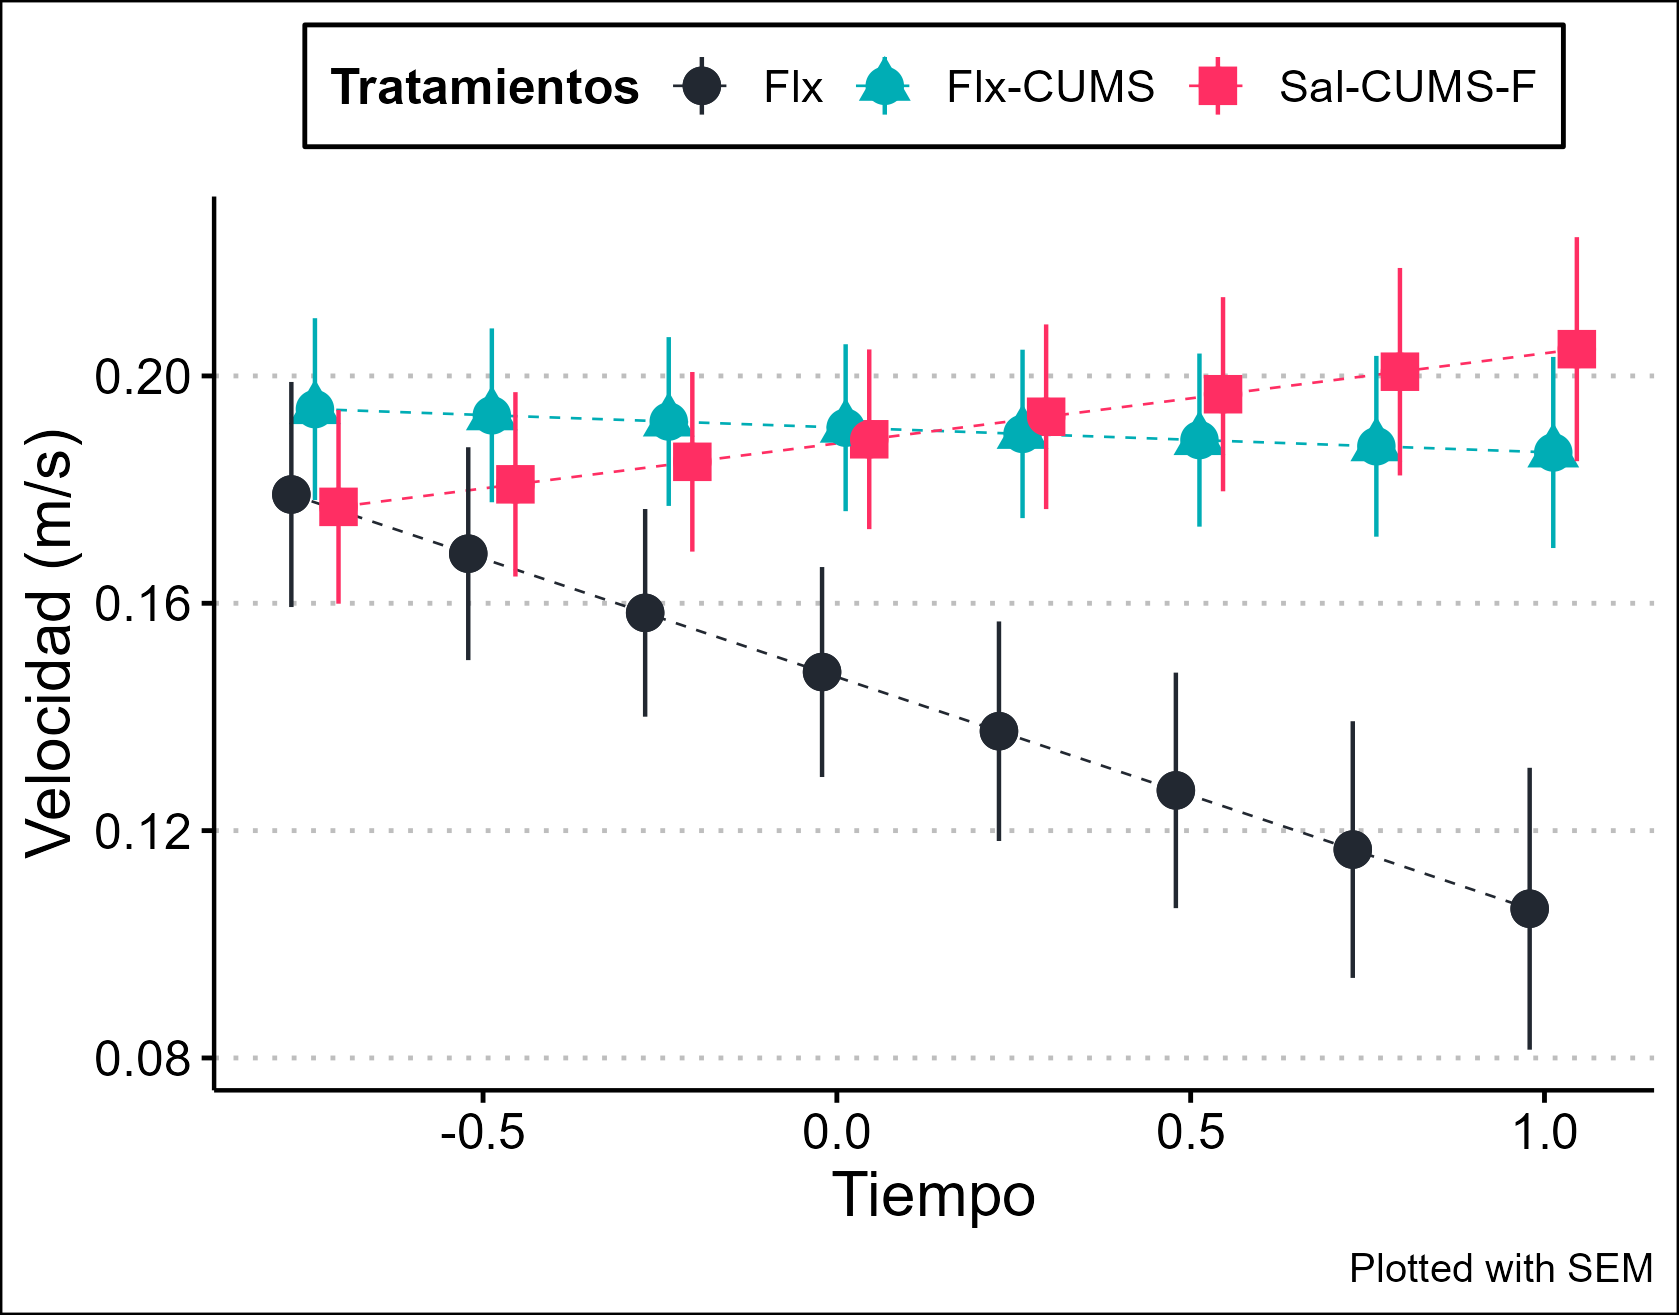 Tratamientos Flx Flx-CUMS Sal-CUMS-F
Velocidad (m/s)
0.20
0.16
0.12
0.08
-0.5 0.0 0.5 1.0
Tiempo
Plotted with SEM